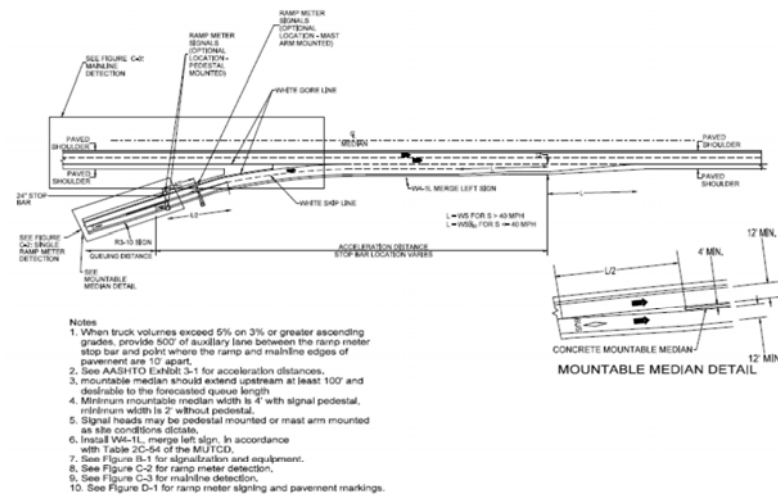 RAMP METER
SIGNALS
(OPTIONAL
LOCATION - MAST
ARM MOUNTED)
RAMP METER
SIGNALS
(OPTIONAL
LOCATION -
PEDESTAL
MOUNTED)
SEE FIGURE C-2:
MAINLINE
DETECTION
WHITE GORE LINE
MEDIAN
PAVED
SHOULDER
PAVED
SHOULDER
PAVED
SHOULDER
PAVED
SHOULDER
24" STOP
BAR
L/2
W4-1L MERGE LEFT SIGN
L
WHITE SKIP LINE
L = WS FOR S > 40 MPH
SEE FIGURE
C-2: SINGLE
RAMP METER
DETECTION
R3-10 SIGN
QUEUING DISTANCE
ACCELERATION DISTANCE
STOP BAR LOCATION VARIES
SEE
MOUNTABLE
MEDIAN DETAIL
L/2
4' MIN.
12' MIN.
12' MIN.
CONCRETE MOUNTABLE MEDIAN
MOUNTABLE MEDIAN DETAIL
Notes
1. When truck volumes exceed 5% on 3% or greater ascending
grades, provide 500' of auxiliary lane between the ramp meter
stop bar and point where the ramp and mainline edges of
pavement are 10' apart.
2. See AASHTO Exhibit 3-1 for acceleration distances.
3. mountable median should extend upstream at least 100' and
desirable to the forecasted queue length
4. Minimum mountable median width is 4' with signal pedestal,
minimum width is 2' without pedestal.
5. Signal heads may be pedestal mounted or mast arm mounted
as site conditions dictate.
6. Install W4-1L, merge left sign, in accordance
with Table 2C-54 of the MUTCD.
7. See Figure B-1 for signalization and equipment.
8. See Figure C-2 for ramp meter detection.
9. See Figure C-3 for mainline detection.
10. See Figure D-1 for ramp meter signing and pavement markings.